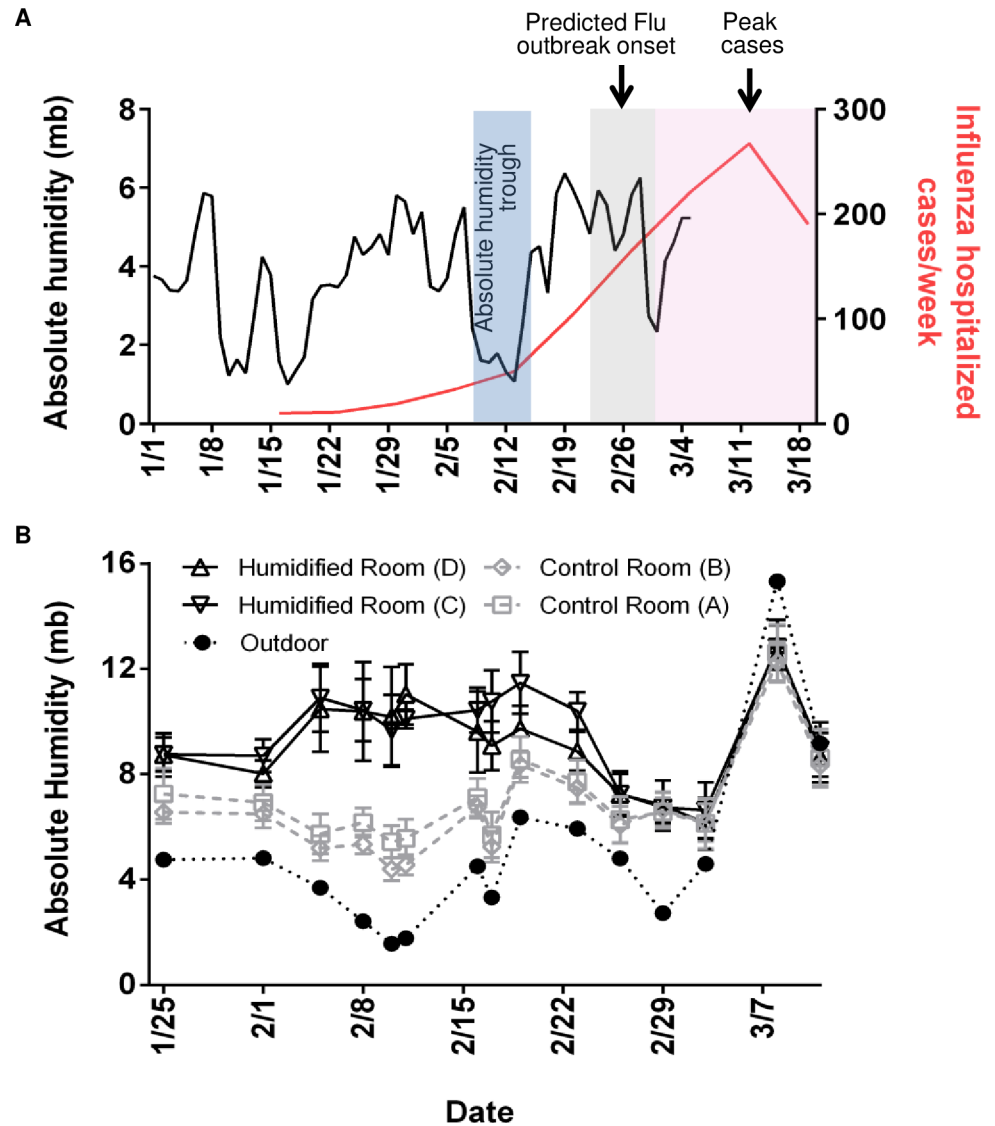 A
Predicted Flu
outbreak onset
Peak
cases
Absolute humidity (mb)
8
6
4
2
0
Absolute humidity
trough
300
200
100
0
Influenza hospitalized
cases/week
1/1
1/8
1/15
1/22
1/29
2/5
2/12
2/19
2/26
3/4
3/11
3/18
B
Absolute Humidity (mb)
16
12
8
4
0
Humidified Room (D)
Control Room (B)
Humidified Room (C)
Control Room (A)
Outdoor
1/25
2/1
2/8
2/15
2/22
2/29
3/7
Date